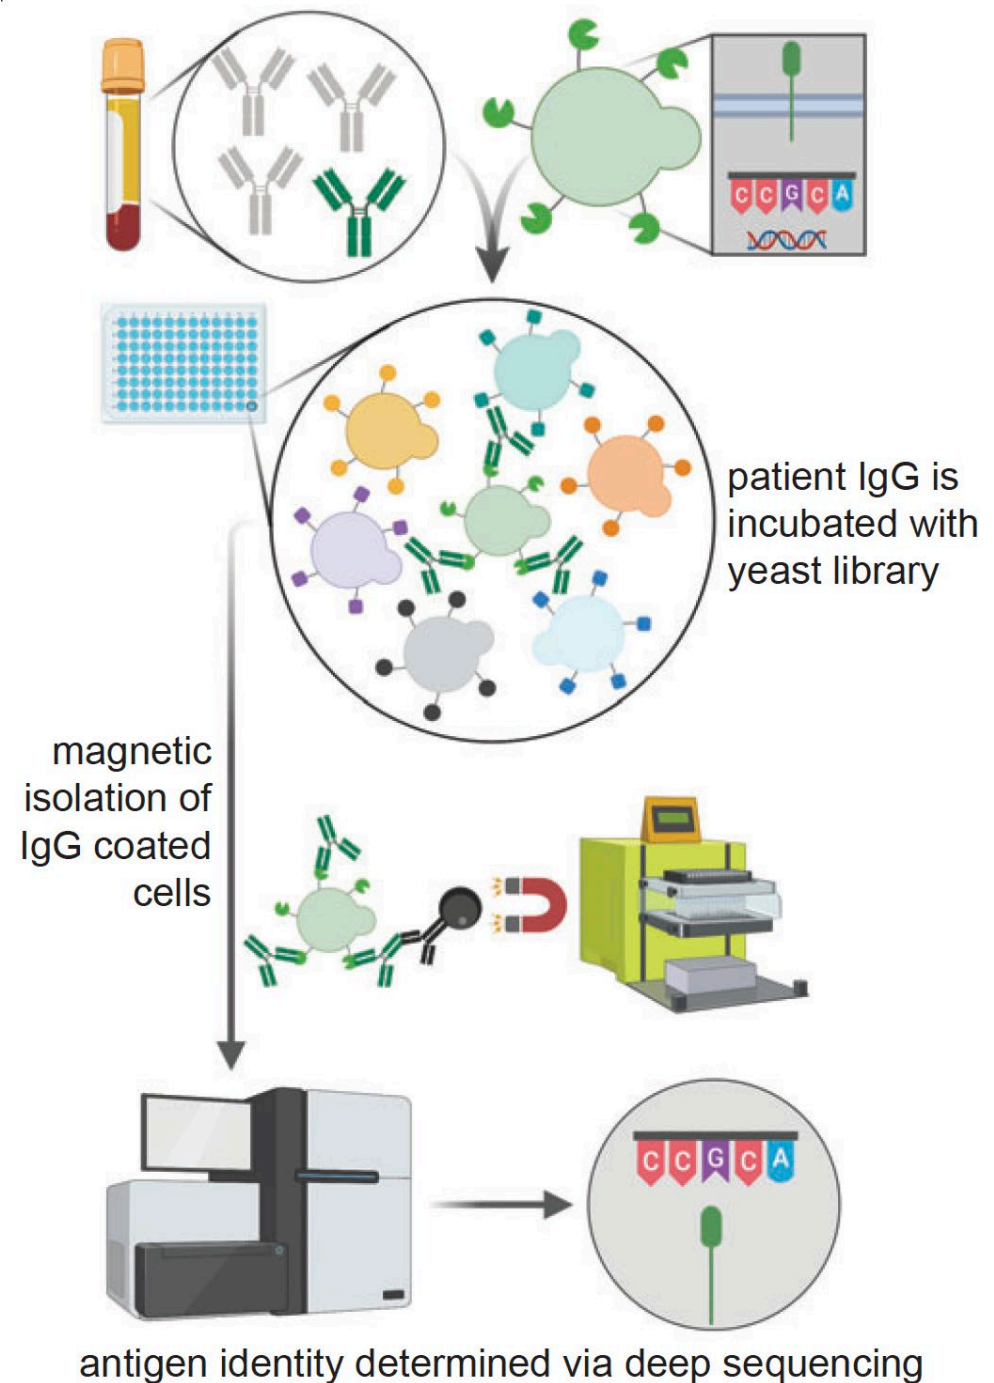 CCGCA
patient IgG is
incubated with
yeast library
magnetic
isolation of
IgG coated
cells
CCGCA
antigen identity determined via deep sequencing